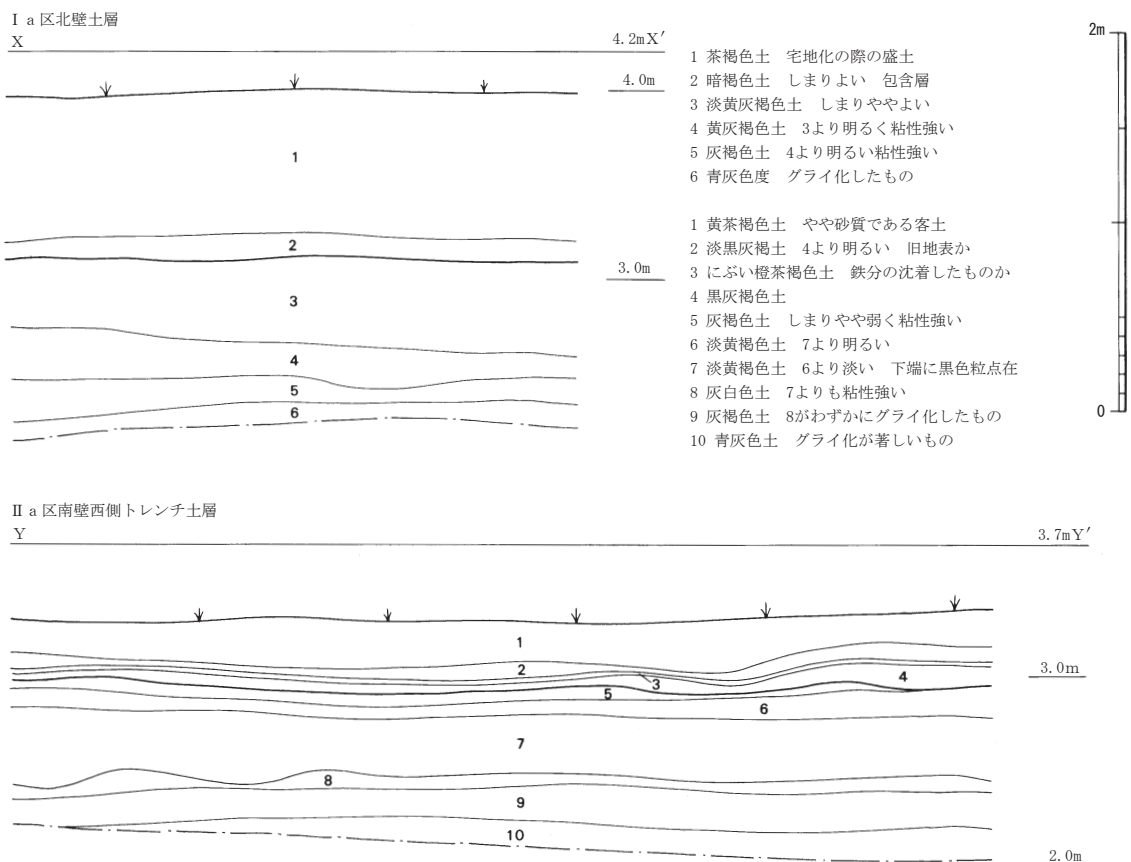 Ⅰa区北壁土層
X
4.2mX′
4.0m
1
2
3
3.0m
4
5
6
1 茶褐色土　宅地化の際の盛土
2 暗褐色土　しまりよい　包含層
3 淡黄灰褐色土　しまりややよい
4 黄灰褐色土　3より明るく粘性強い
5 灰褐色土　4より明るい粘性強い
6 青灰色度　グライ化したもの
1 黄茶褐色土　やや砂質である客土
2 淡黒灰褐土　4より明るい　旧地表か
3 にぶい橙茶褐色土　鉄分の沈着したものか
4 黒灰褐色土
5 灰褐色土　しまりやや弱く粘性強い
6 淡黄褐色土　7より明るい
7 淡黄褐色土　6より淡い　下端に黒色粒点在
8 灰白色土　7よりも粘性強い
9 灰褐色土　8がわずかにグライ化したもの
10 青灰色土　グライ化が著しいもの
2m
0
Ⅱa区南壁西側トレンチ土層
Y
3.7mY′
1
2
3
4
3.0m
5
6
7
8
9
10
2.0m